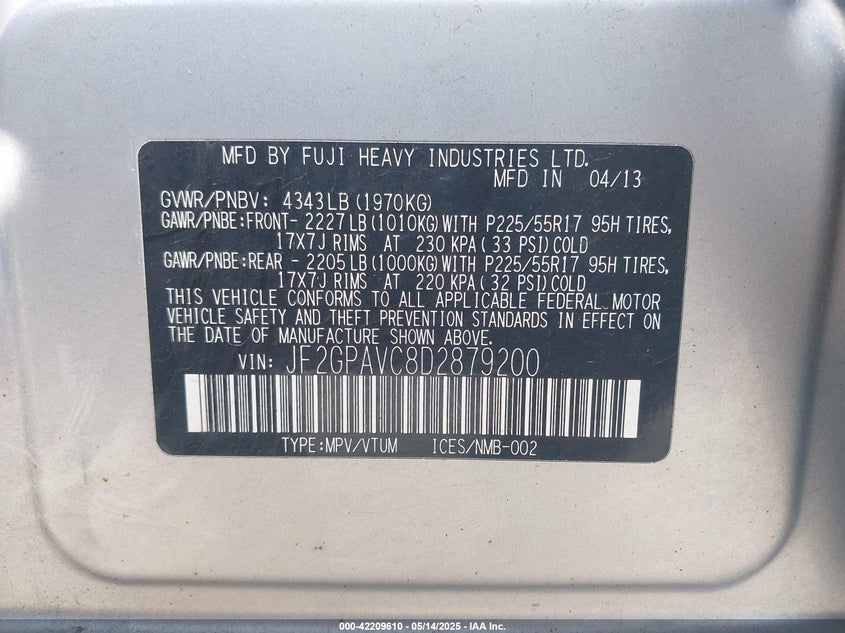 MFD BY FUJI HEAVY INDUSTRIES LTD.
MFD IN 04/13
GVWR/PNBV: 4343LB(1970KG)
GAWR/PNBE:FRONT- 2227LB(1010KG)WITH P225/55R17 95H TIRES,
17X7J RIMS AT 230 KPA( 33 PSI)COLD
GAWR/PNBE:REAR - 2205LB(1000KG)WITH P225/55R17 95H TIRES,
17X7J RIMS AT 220 KPA( 32 PSI)COLD
THIS VEHICLE CONFORMS TO ALL APPLICABLE FEDERAL MOTOR
VEHICLE SAFETY AND THEFT PREVENTION STANDARDS IN EFFECT ON
THE DATE OF MANUFACTURE SHOWN ABOVE.
VIN: JF2GPAVC8D2879200
TYPE:MPV/VTUM ICES/NMB-002
000-42209610 - 05/14/2025 - IAA Inc.